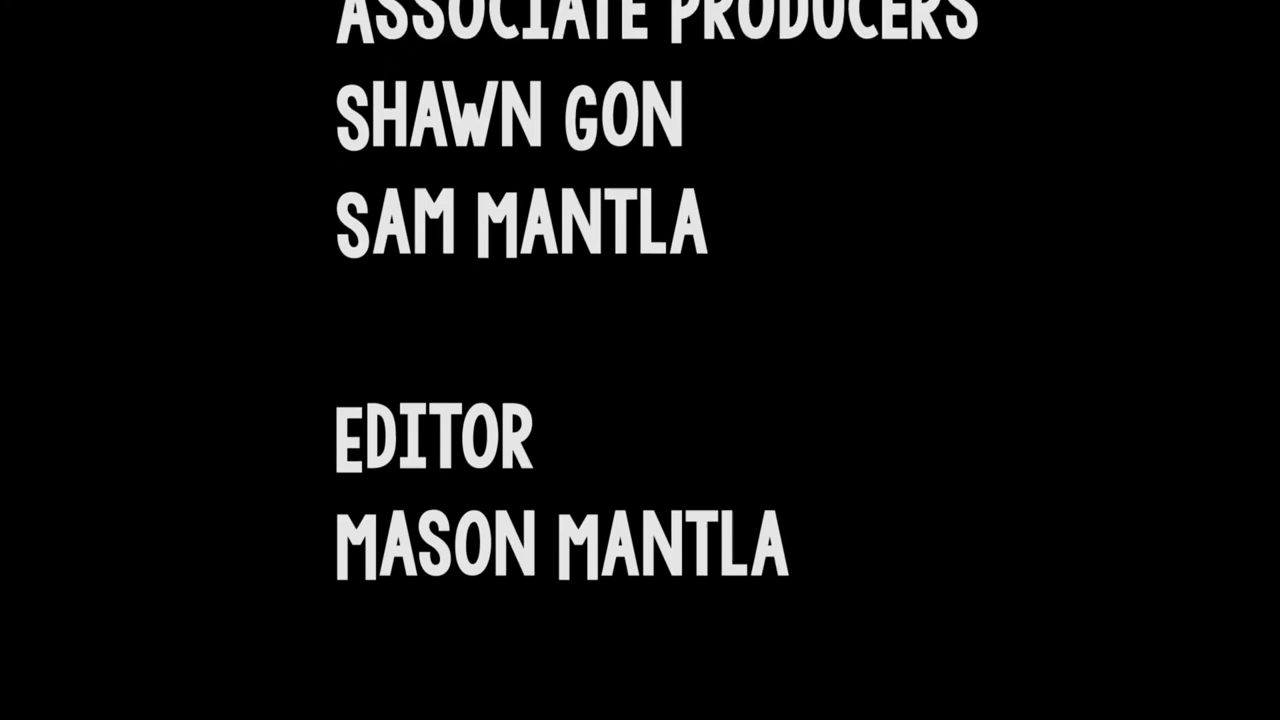 ASSOCIATE PRODUCERS
SHAWN GON
SAM MANTLA
EDITOR
MASON MANTLA